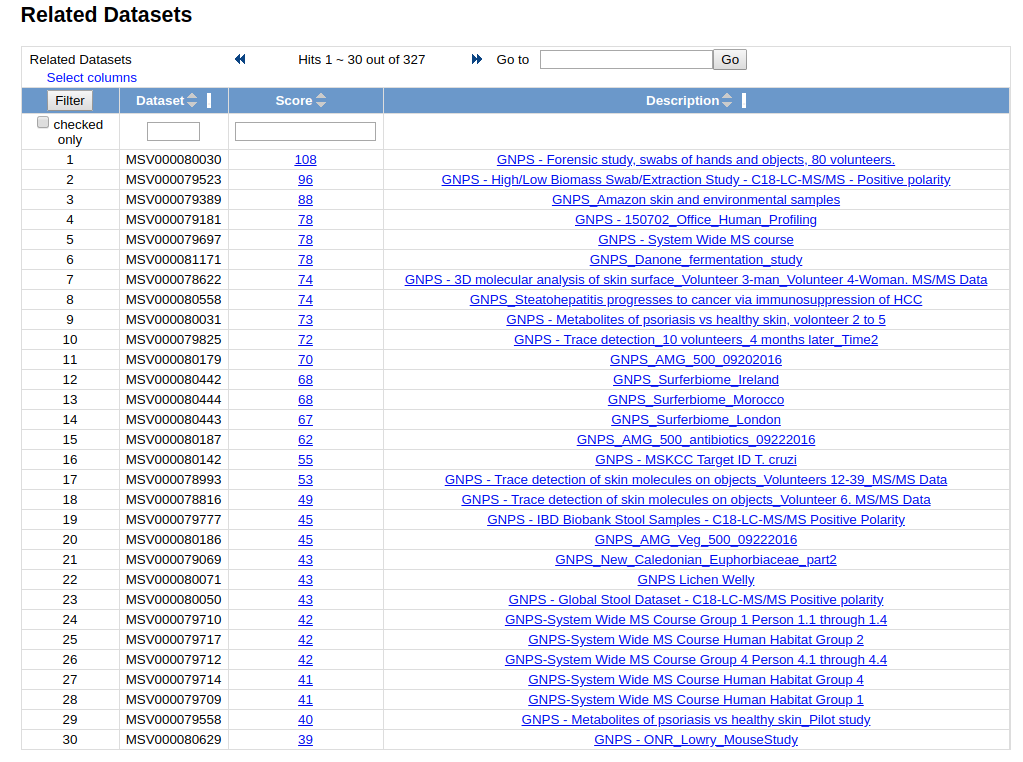 Related Datasets
Related Datasets Hits 1 ~ 30 out of 327 Go to Go
Select columns
Filter Dataset Score Description
checked only
1 MSV000080030 108 GNPS - Forensic study, swabs of hands and objects, 80 volunteers.
2 MSV000079523 96 GNPS - High/Low Biomass Swab/Extraction Study - C18-LC-MS/MS - Positive polarity
3 MSV000079389 88 GNPS_Amazon skin and environmental samples
4 MSV000079181 78 GNPS - 150702_Office_Human_Profiling
5 MSV000079697 78 GNPS - System Wide MS course
6 MSV000081171 78 GNPS_Danone_fermentation_study
7 MSV000078622 74 GNPS - 3D molecular analysis of skin surface_Volunteer 3-man_Volunteer 4-Woman. MS/MS Data
8 MSV000080558 74 GNPS_Steatohepatitis progresses to cancer via immunosuppression of HCC
9 MSV000080031 73 GNPS - Metabolites of psoriasis vs healthy skin, volonteer 2 to 5
10 MSV000079825 72 GNPS - Trace detection_10 volunteers_4 months later_Time2
11 MSV000080179 70 GNPS_AMG_500_09202016
12 MSV000080442 68 GNPS_Surferbiome_Ireland
13 MSV000080444 68 GNPS_Surferbiome_Morocco
14 MSV000080443 67 GNPS_Surferbiome_London
15 MSV000080187 62 GNPS_AMG_500_antibiotics_09222016
16 MSV000080142 55 GNPS - MSKCC Target ID T. cruzi
17 MSV000078993 53 GNPS - Trace detection of skin molecules on objects_Volunteers 12-39_MS/MS Data
18 MSV000078816 49 GNPS - Trace detection of skin molecules on objects_Volunteer 6. MS/MS Data
19 MSV000079777 45 GNPS - IBD Biobank Stool Samples - C18-LC-MS/MS Positive Polarity
20 MSV000080186 45 GNPS_AMG_Veg_500_09222016
21 MSV000079069 43 GNPS_New_Caledonian_Euphorbiaceae_part2
22 MSV000080071 43 GNPS Lichen Welly
23 MSV000080050 43 GNPS - Global Stool Dataset - C18-LC-MS/MS Positive polarity
24 MSV000079710 42 GNPS-System Wide MS Course Group 1 Person 1.1 through 1.4
25 MSV000079717 42 GNPS-System Wide MS Course Human Habitat Group 2
26 MSV000079712 42 GNPS-System Wide MS Course Group 4 Person 4.1 through 4.4
27 MSV000079714 41 GNPS-System Wide MS Course Human Habitat Group 4
28 MSV000079709 41 GNPS-System Wide MS Course Human Habitat Group 1
29 MSV000079558 40 GNPS - Metabolites of psoriasis vs healthy skin_Pilot study
30 MSV000080629 39 GNPS - ONR_Lowry_MouseStudy